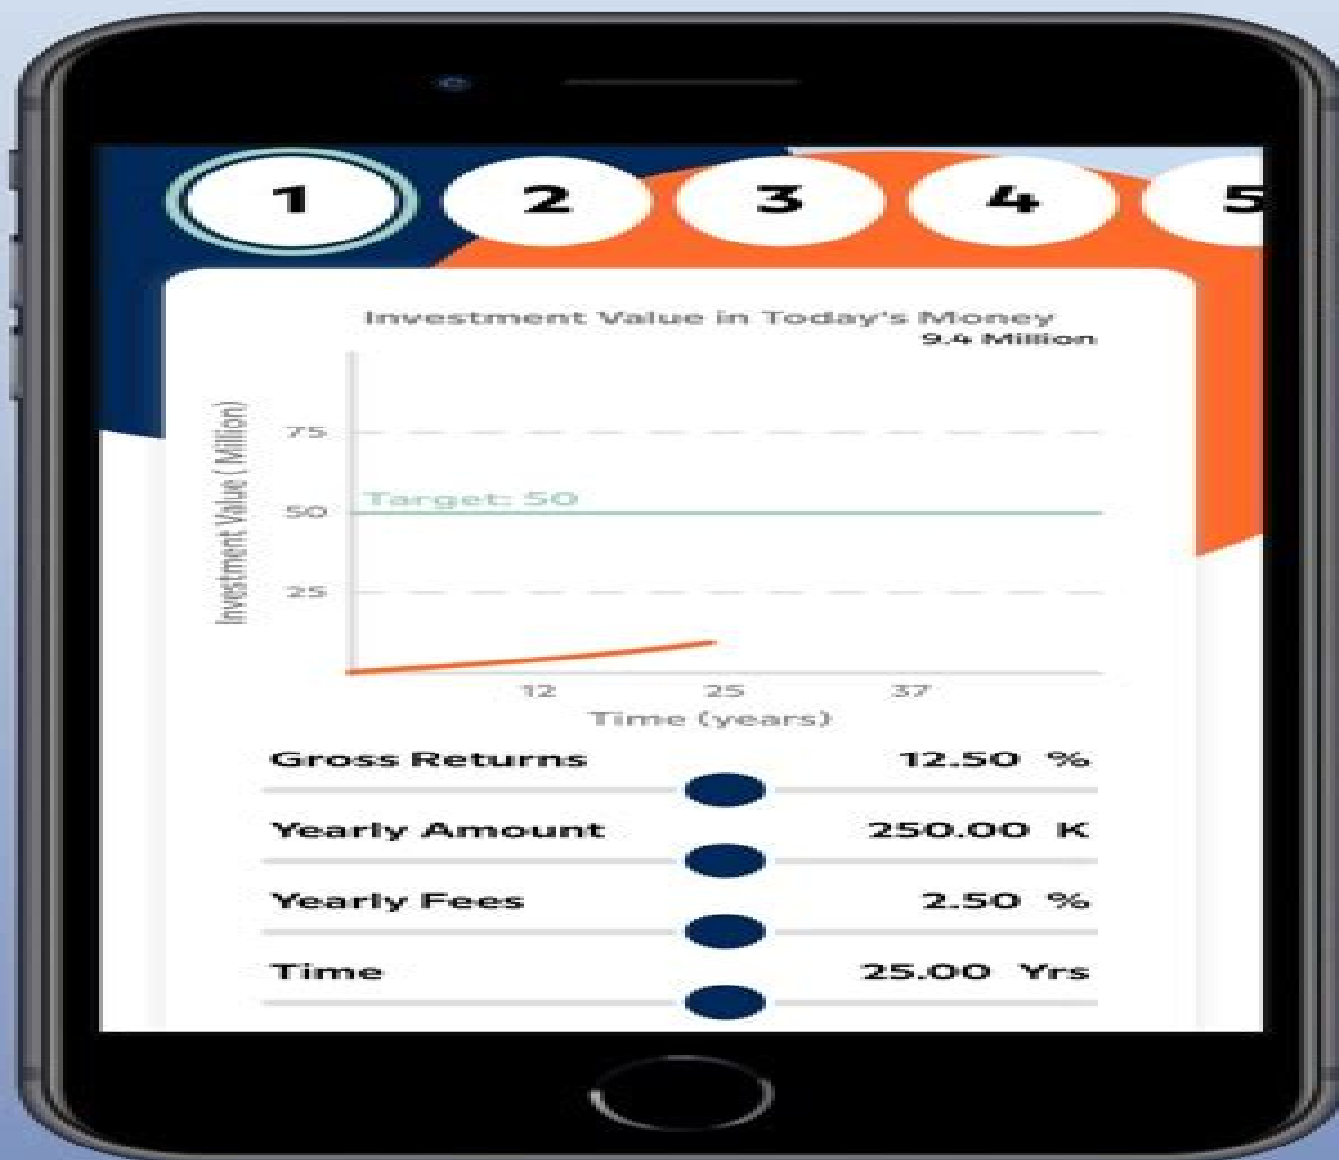 1 2 3 4 5
Investment Value in Today's Money
9.4 Million
Investment Value ( Million)
75
Target: 50
50
25
12 25 37
Time (years)
Gross Returns 12.50 %
Yearly Amount 250.00 K
Yearly Fees 2.50 %
Time 25.00 Yrs